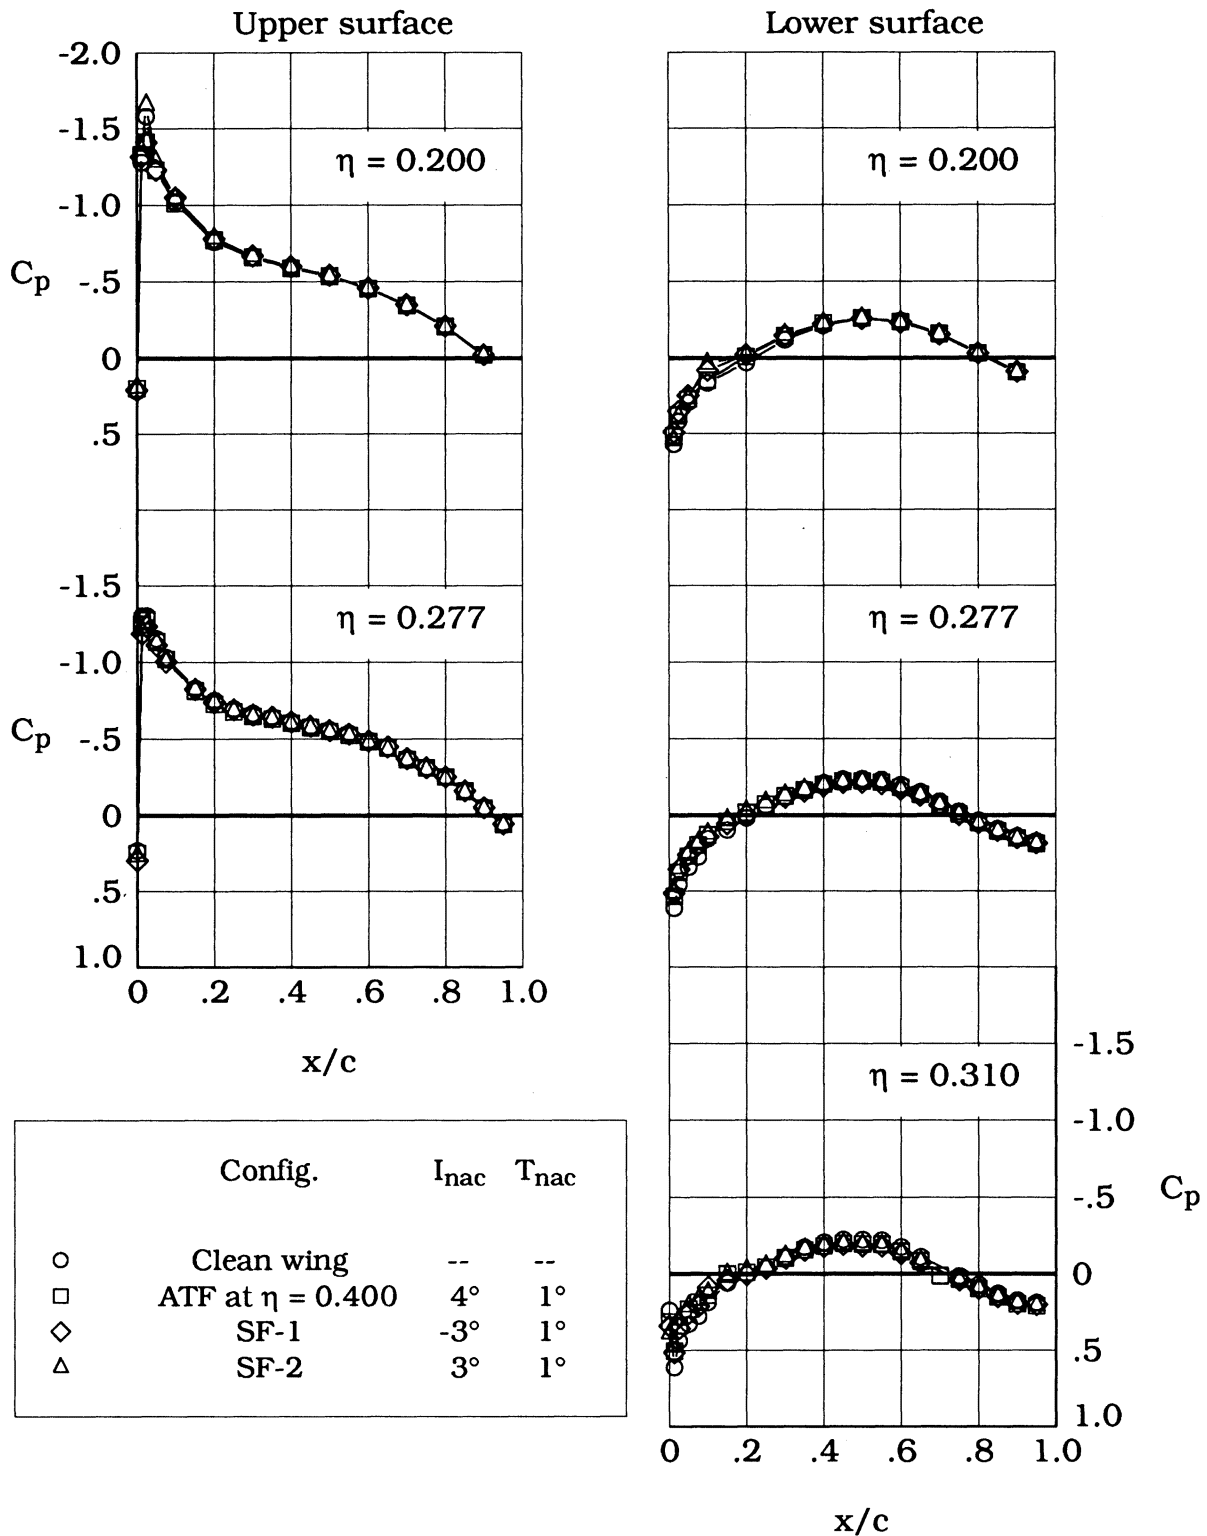 Upper surface
Lower surface
-2.0
-1.5
η = 0.200
η = 0.200
-1.0
Cp
-.5
0
.5
-1.5
η = 0.277
η = 0.277
-1.0
Cp
-.5
0
.5
1.0
0 .2 .4 .6 .8 1.0
x/c
-1.5
η = 0.310
-1.0
-.5
Cp
0
.5
1.0
0 .2 .4 .6 .8 1.0
x/c
Config. Inac Tnac
Clean wing -- --
ATF at η = 0.400 4° 1°
SF-1 -3° 1°
SF-2 3° 1°